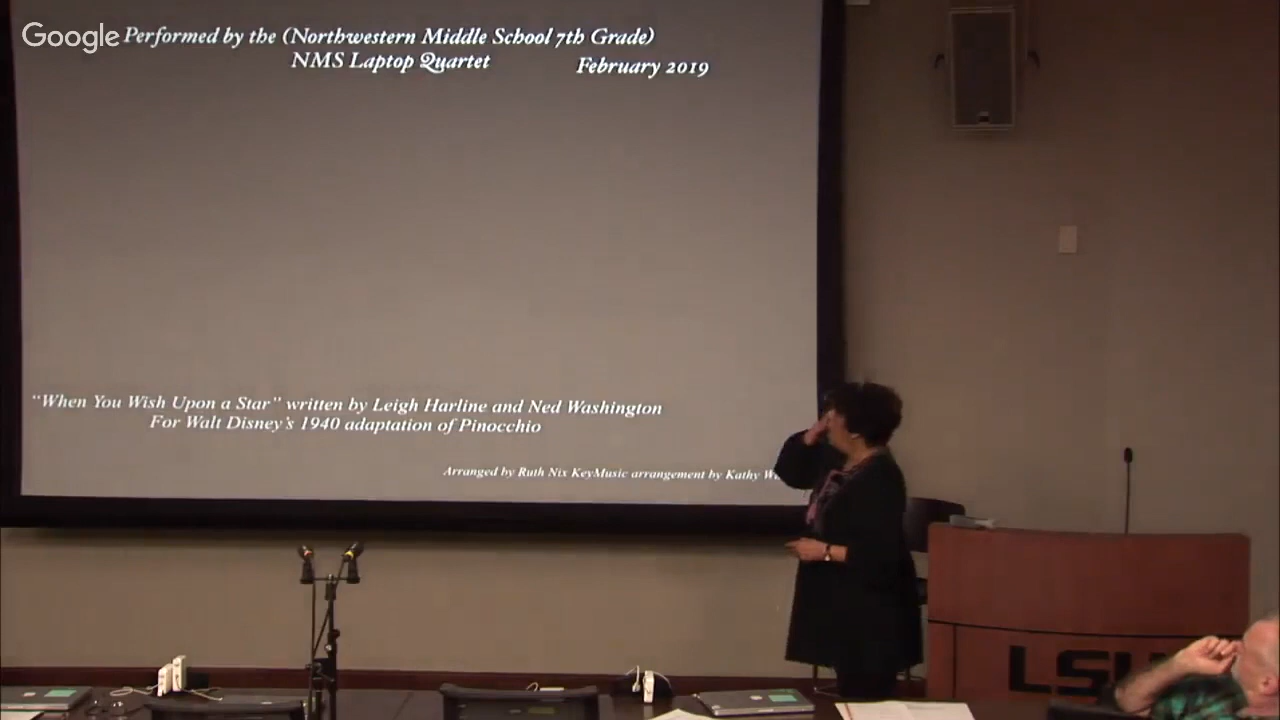 Google
Performed by the (Northwestern Middle School 7th Grade)
NMS Laptop Quartet February 2019
“When You Wish Upon a Star” written by Leigh Harline and Ned Washington
For Walt Disney’s 1940 adaptation of Pinocchio
Arranged by Ruth Nix KeyMusic arrangement by Kathy
LSU